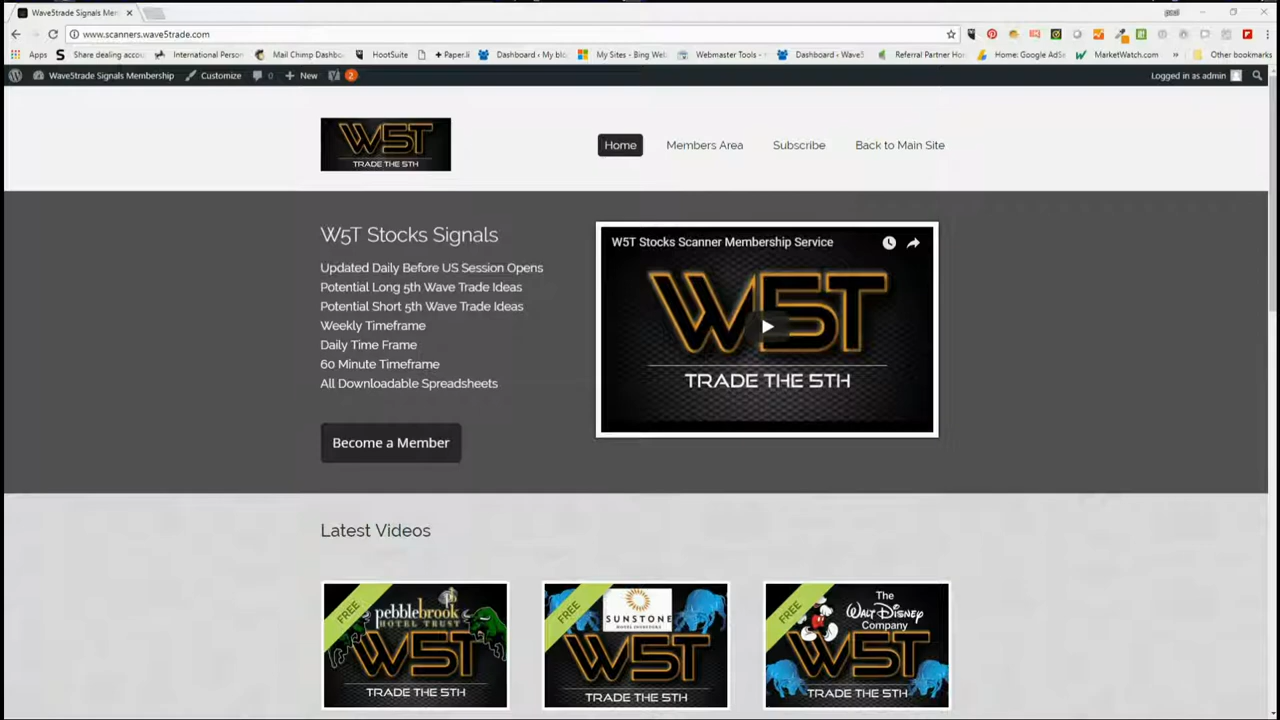 Wave5trade Signals Mem
www.scanners.wave5trade.com
Apps
Share dealing accou
International Person
Mail Chimp Dashbo
HootSuite
Paper.li
Dashboard ‹ My blo
My Sites - Bing Web
Webmaster Tools -
Dashboard ‹ Wave5
Referral Partner Ho
Home: Google AdSe
MarketWatch.com
»
Other bookmarks
Wave5trade Signals Membership
Customize
0
New
2
Logged in as admin
W5T
TRADE THE 5TH
Home
Members Area
Subscribe
Back to Main Site
W5T Stocks Signals
Updated Daily Before US Session Opens
Potential Long 5th Wave Trade Ideas
Potential Short 5th Wave Trade Ideas
Weekly Timeframe
Daily Time Frame
60 Minute Timeframe
All Downloadable Spreadsheets
Become a Member
W5T Stocks Scanner Membership Service
W5T
TRADE THE 5TH
Latest Videos
FREE
pebblebrook
HOTEL TRUST
W5T
TRADE THE 5TH
FREE
SUNSTONE
HOTEL INVESTORS
W5T
TRADE THE 5TH
FREE
The
Walt Disney
Company
W5T
TRADE THE 5TH